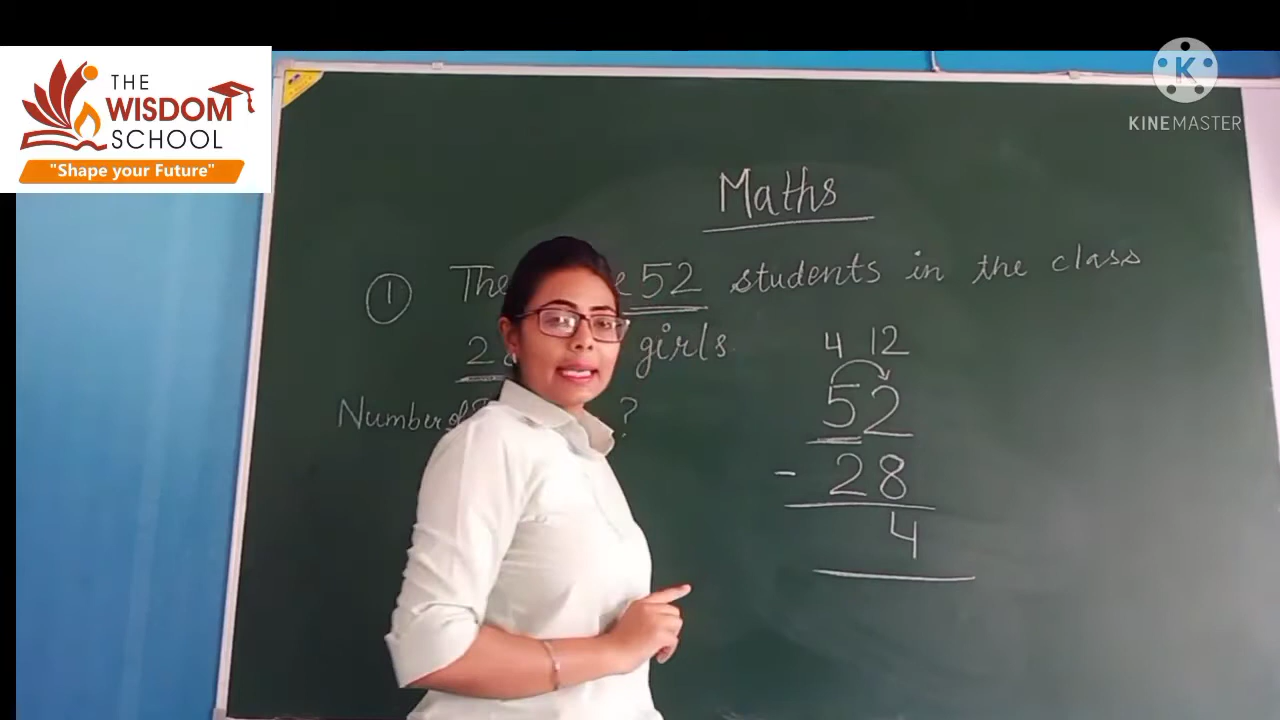 THE
WISDOM
SCHOOL
"Shape your Future"
KINEMASTER
Maths
1 52 students in the class
girls
Number of ?
4 12
52
- 28
4